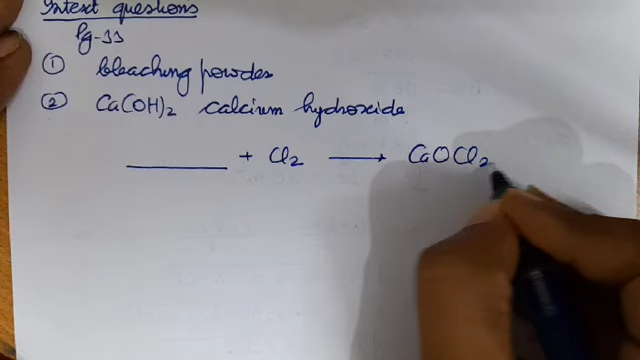 Intext questions
Pg-33
① bleaching powder
② Ca(OH)₂ calcium hydroxide
_______ + Cl₂ ⟶ CaOCl₂